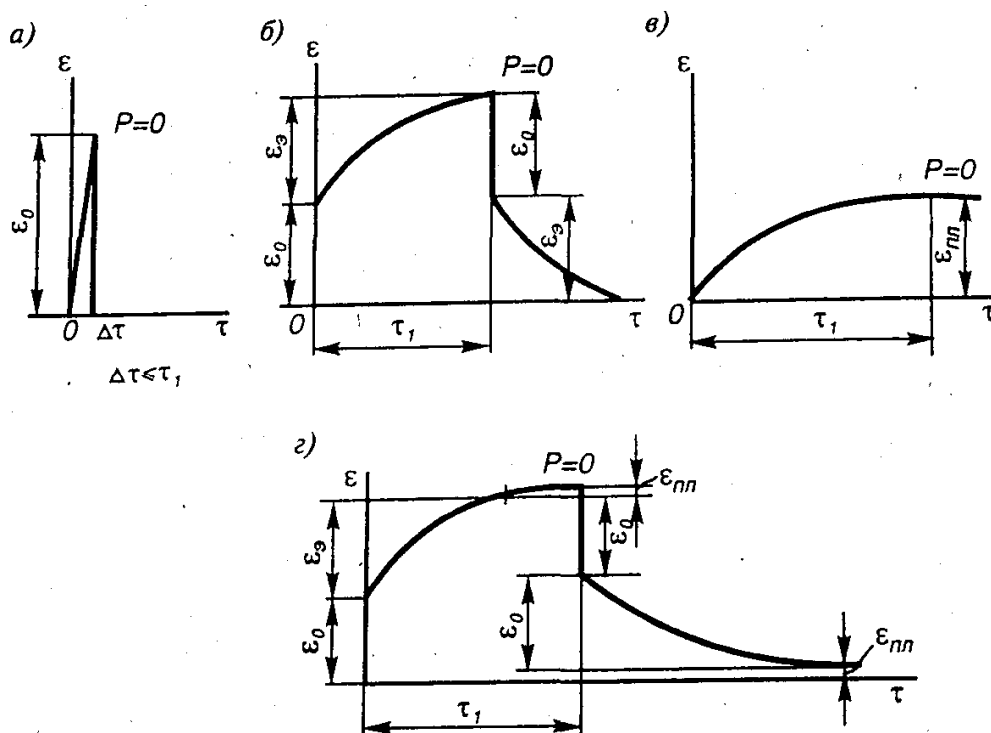 а)
ε
P=0
ε₀
0 Δτ τ
Δτ≤τ₁
б)
ε
P=0
εэ
ε₀
ε₀
εэ
0
τ₁
τ
в)
ε
P=0
εпл
0
τ₁
τ
г)
ε
P=0
εпл
εэ
ε₀
ε₀
ε₀
εпл
τ₁
τ